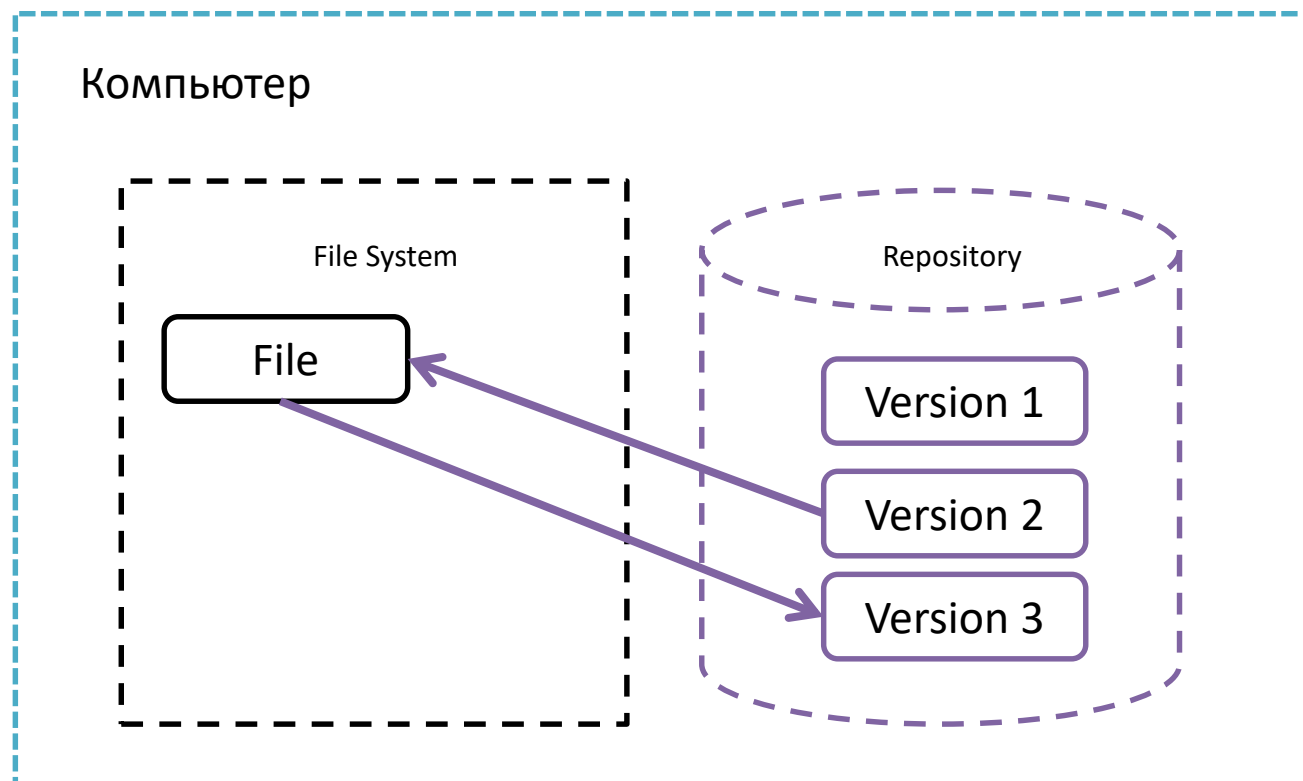 Компьютер
File System
Repository
File
Version 1
Version 2
Version 3